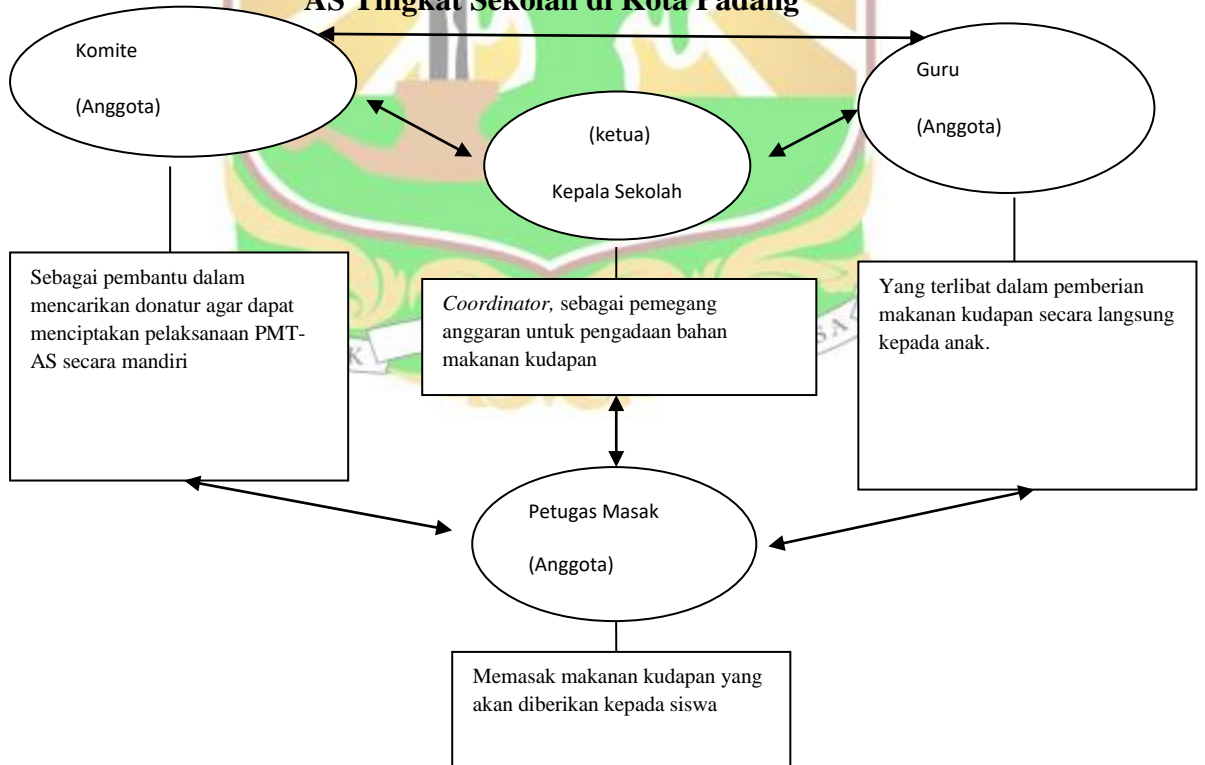 AS Tingkat Sekolah di Kota Padang
Komite
(Anggota)
Guru
(Anggota)
(ketua)
Kepala Sekolah
Sebagai pembantu dalam
mencarikan donatur agar dapat
menciptakan pelaksanaan PMT-
AS secara mandiri
Coordinator, sebagai pemegang
anggaran untuk pengadaan bahan
makanan kudapan
Yang terlibat dalam pemberian
makanan kudapan secara langsung
kepada anak.
K
SA
Petugas Masak
(Anggota)
Memasak makanan kudapan yang
akan diberikan kepada siswa